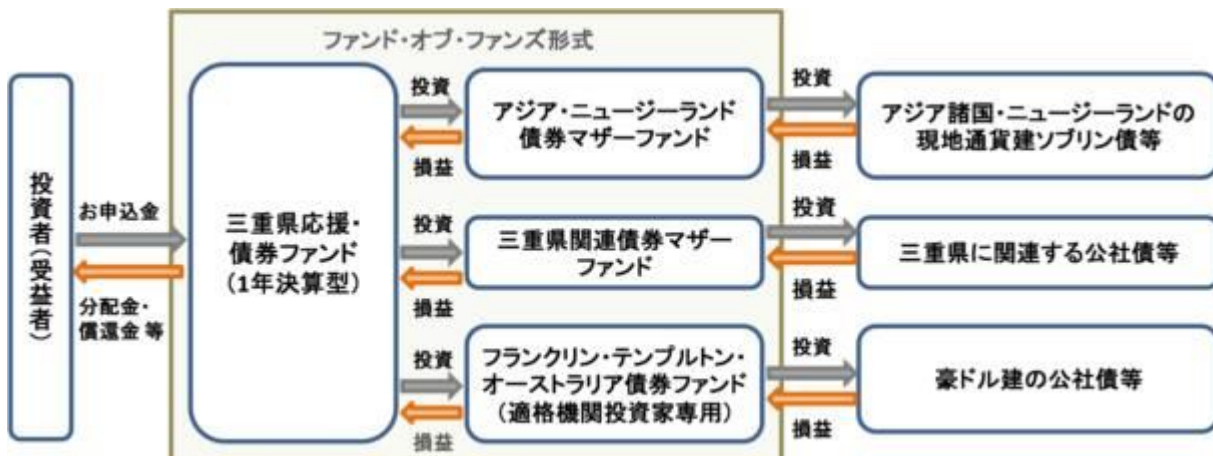 ファンド・オブ・ファンズ形式
投資者(受益者)
お申込金
分配金・
償還金 等
三重県応援・
債券ファンド
(1年決算型)
投資
損益
アジア・ニュージーランド
債券マザーファンド
投資
損益
アジア諸国・ニュージーランドの
現地通貨建ソブリン債等
投資
損益
三重県関連債券マザー
ファンド
投資
損益
三重県に関連する公社債等
投資
損益
フランクリン・テンプルトン・
オーストラリア債券ファンド
(適格機関投資家専用)
投資
損益
豪ドル建の公社債等